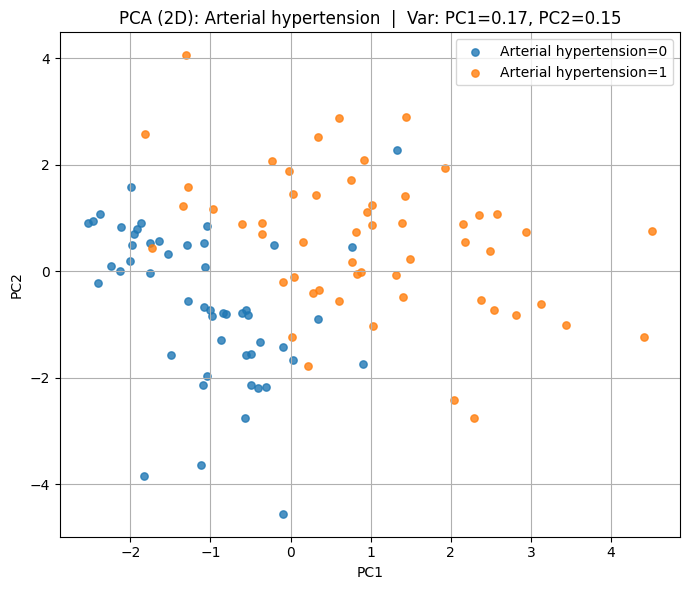 PCA (2D): Arterial hypertension | Var: PC1=0.17, PC2=0.15
Arterial hypertension=0
Arterial hypertension=1
4
2
0
−2
−4
PC2
−2 −1 0 1 2 3 4
PC1